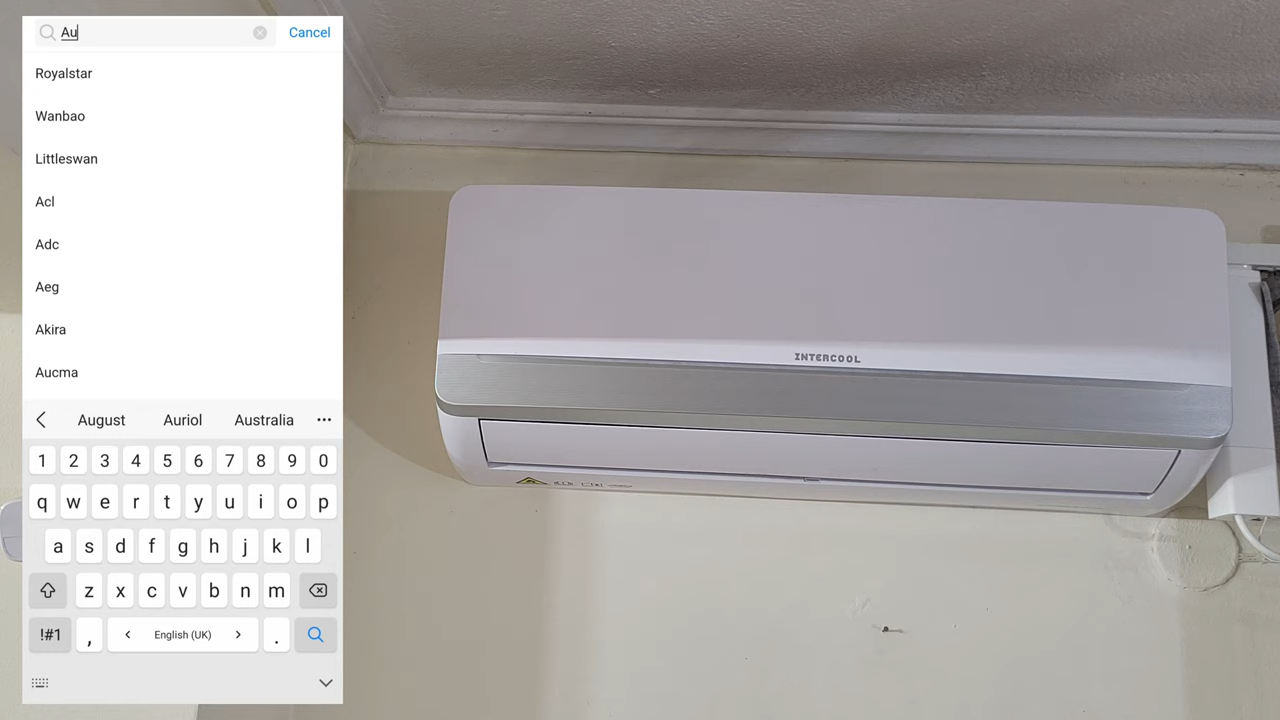 Au
Cancel
Royalstar
Wanbao
Littleswan
Acl
Adc
Aeg
Akira
Aucma
August Auriol Australia
1 2 3 4 5 6 7 8 9 0
q w e r t y u i o p
a s d f g h j k l
z x c v b n m
!#1 , English (UK) .
INTERCOOL